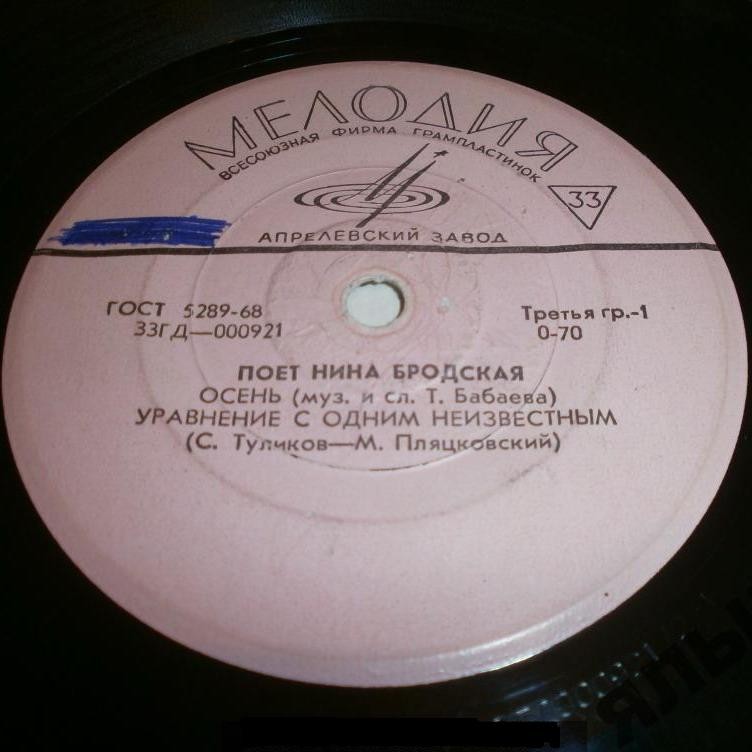 МЕЛОДИЯ
ВСЕСОЮЗНАЯ ФИРМА ГРАМПЛАСТИНОК
33
АПРЕЛЕВСКИЙ ЗАВОД
ГОСТ 5289-68
Третья гр.-1
33ГД—000921
0-70
ПОЕТ НИНА БРОДСКАЯ
ОСЕНЬ (муз. и сл. Т. Бабаева)
УРАВНЕНИЕ С ОДНИМ НЕИЗВЕСТНЫМ
(С. Туликов—М. Пляцковский)